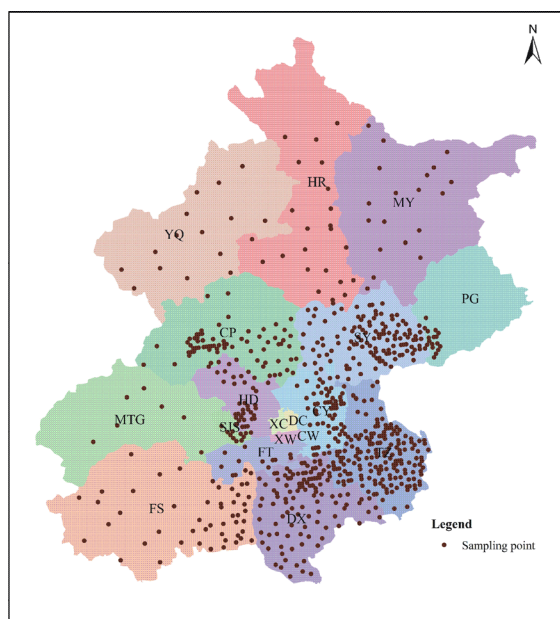 N
HR
MY
YQ
PG
CP
SY
HD
MTG
SJS
CY
XC
DC
XW
CW
TZ
FT
FS
DX
Legend
Sampling point